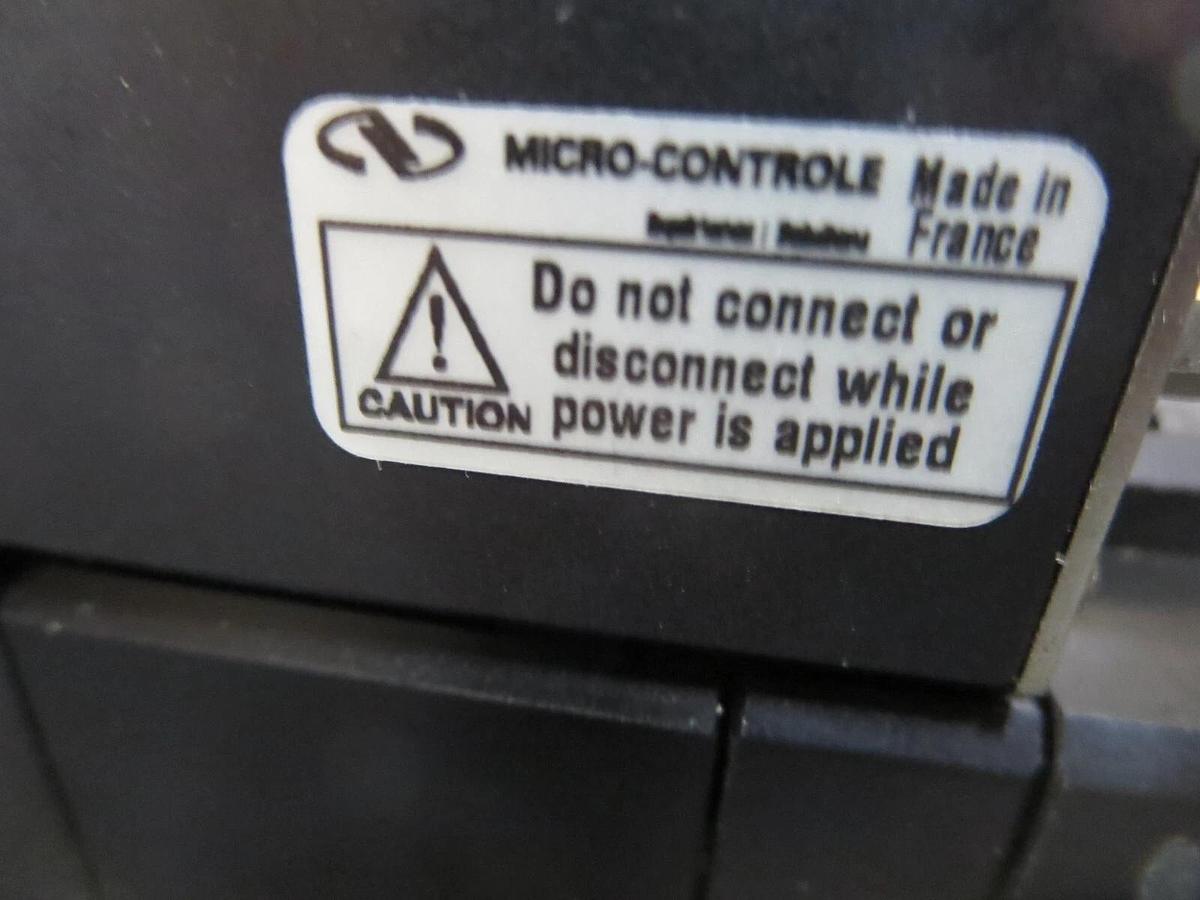 MICRO-CONTROLE Made in
France
Do not connect or
disconnect while
CAUTION power is applied